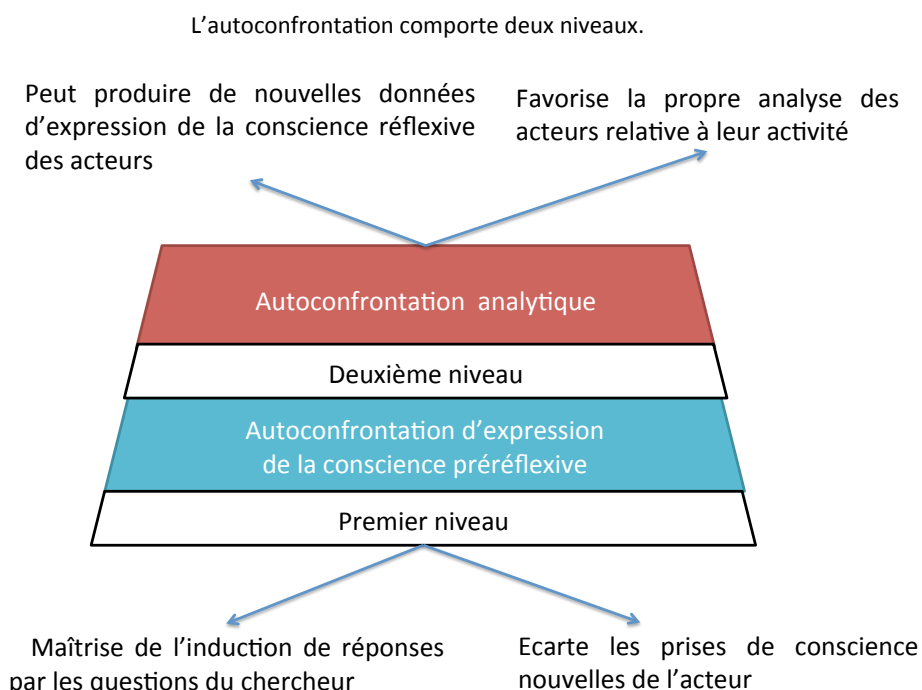 L’autoconfrontation comporte deux niveaux.
Peut produire de nouvelles données
d’expression de la conscience réflexive
des acteurs
Favorise la propre analyse des
acteurs relative à leur activité
Autoconfrontation analytique
Deuxième niveau
Autoconfrontation d’expression
de la conscience préréflexive
Premier niveau
Maîtrise de l’induction de réponses
par les questions du chercheur
Ecarte les prises de conscience
nouvelles de l’acteur